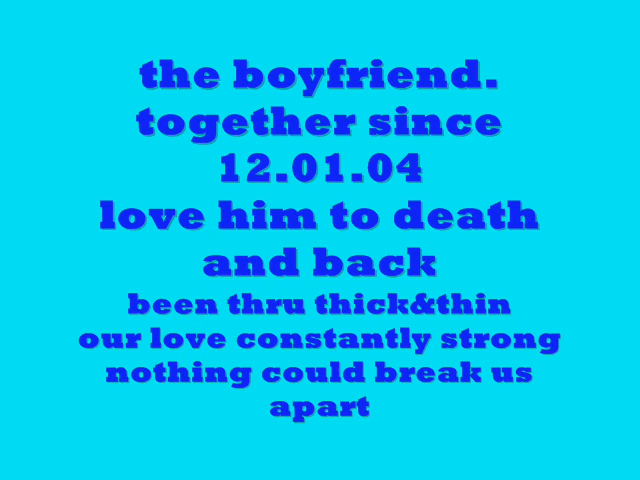 the boyfriend.
together since
12.01.04
love him to death
and back
been thru thick&thin
our love constantly strong
nothing could break us
apart